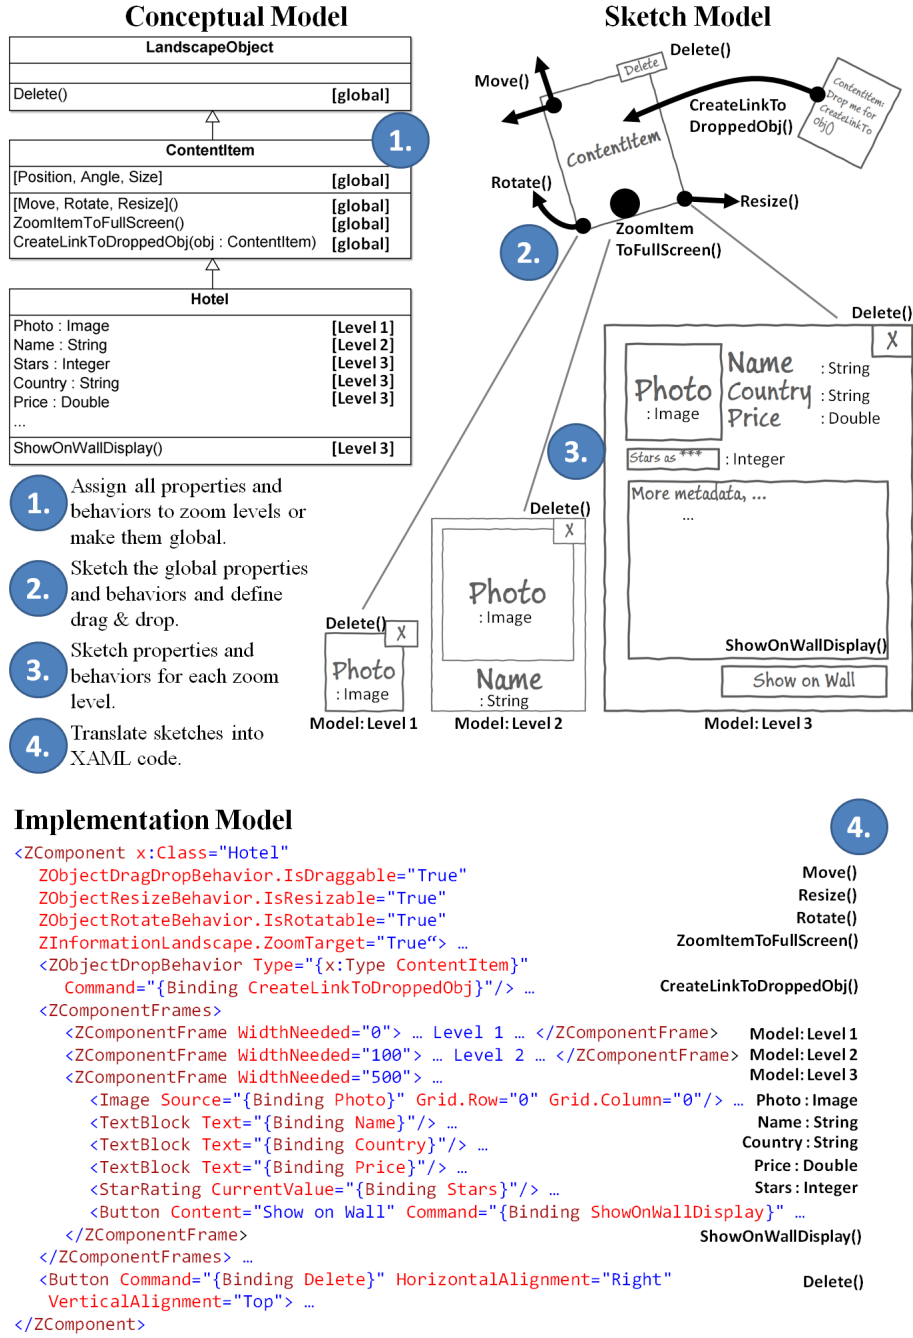 Conceptual Model
LandscapeObject
Delete() [global]
1.
ContentItem
[Position, Angle, Size] [global]
[Move, Rotate, Resize]() [global]
ZoomItemToFullScreen() [global]
CreateLinkToDroppedObj(obj : ContentItem) [global]
Hotel
Photo : Image [Level 1]
Name : String [Level 2]
Stars : Integer [Level 3]
Country : String [Level 3]
Price : Double [Level 3]
...
ShowOnWallDisplay() [Level 3]
1.
Assign all properties and
behaviors to zoom levels or
make them global.
2.
Sketch the global properties
and behaviors and define
drag & drop.
3.
Sketch properties and
behaviors for each zoom
level.
4.
Translate sketches into
XAML code.
Sketch Model
Delete()
Delete
Move()
CreateLinkTo
DroppedObj()
ContentItem:
Drop me for
CreateLinkTo
Obj()
ContentItem
Rotate()
Resize()
ZoomItem
ToFullScreen()
2.
3.
Delete()
X
Photo
: Image
Model: Level 1
Delete()
X
Photo
: Image
Name
: String
Model: Level 2
Delete()
X
Photo
: Image
Name : String
Country : String
Price : Double
Stars as *** : Integer
More metadata, ...
...
ShowOnWallDisplay()
Show on Wall
Model: Level 3
Implementation Model
4.
<ZComponent x:Class="Hotel"
ZObjectDragDropBehavior.IsDraggable="True" Move()
ZObjectResizeBehavior.IsResizable="True" Resize()
ZObjectRotateBehavior.IsRotatable="True" Rotate()
ZInformationLandscape.ZoomTarget="True“> … ZoomItemToFullScreen()
<ZObjectDropBehavior Type="{x:Type ContentItem}"
Command="{Binding CreateLinkToDroppedObj}"/> … CreateLinkToDroppedObj()
<ZComponentFrames>
<ZComponentFrame WidthNeeded="0"> … Level 1 … </ZComponentFrame> Model: Level 1
<ZComponentFrame WidthNeeded="100"> … Level 2 … </ZComponentFrame> Model: Level 2
<ZComponentFrame WidthNeeded="500"> … Model: Level 3
<Image Source="{Binding Photo}" Grid.Row="0" Grid.Column="0"/> … Photo : Image
<TextBlock Text="{Binding Name}"/> … Name : String
<TextBlock Text="{Binding Country}"/> … Country : String
<TextBlock Text="{Binding Price}"/> … Price : Double
<StarRating CurrentValue="{Binding Stars}"/> … Stars : Integer
<Button Content="Show on Wall" Command="{Binding ShowOnWallDisplay}" …
</ZComponentFrame> ShowOnWallDisplay()
</ZComponentFrames> …
<Button Command="{Binding Delete}" HorizontalAlignment="Right" Delete()
VerticalAlignment="Top"> …
</ZComponent>